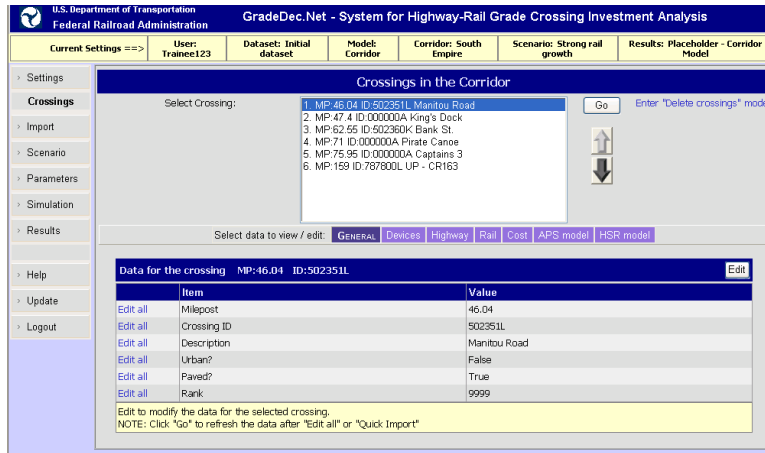 U.S. Department of Transportation
Federal Railroad Administration
GradeDec.Net - System for Highway-Rail Grade Crossing Investment Analysis
Current Settings ==>
User: Trainee123
Dataset: Initial dataset
Model: Corridor
Corridor: South Empire
Scenario: Strong rail growth
Results: Placeholder - Corridor Model
Settings
Crossings
Import
Scenario
Parameters
Simulation
Results
Help
Update
Logout
Crossings in the Corridor
Select Crossing:
1. MP:46.04 ID:502351L Manitou Road
2. MP:47.4 ID:000000A King's Dock
3. MP:62.55 ID:502360K Bank St.
4. MP:71 ID:000000A Pirate Canoe
5. MP:75.95 ID:000000A Captains 3
6. MP:159 ID:787800L UP - CR163
Go
Enter "Delete crossings" mode
Select data to view / edit: GENERAL Devices Highway Rail Cost APS model HSR model
Data for the crossing MP:46.04 ID:502351L Edit
Item Value
Edit all Milepost 46.04
Edit all Crossing ID 502351L
Edit all Description Manitou Road
Edit all Urban? False
Edit all Paved? True
Edit all Rank 9999
Edit to modify the data for the selected crossing.
NOTE: Click "Go" to refresh the data after "Edit all" or "Quick Import"